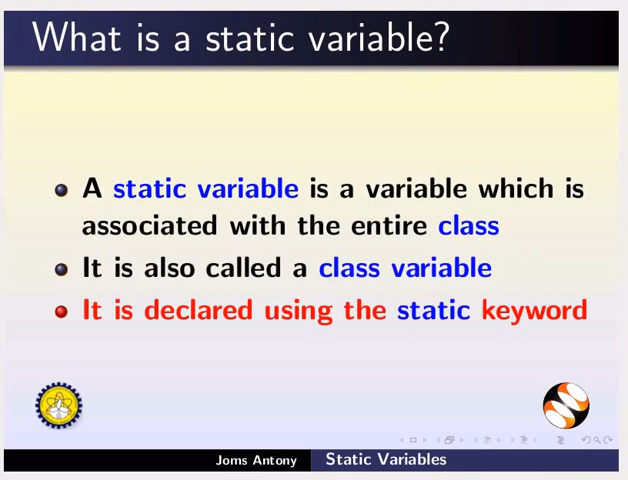 What is a static variable?
A static variable is a variable which is
associated with the entire class
It is also called a class variable
It is declared using the static keyword
Joms Antony
Static Variables